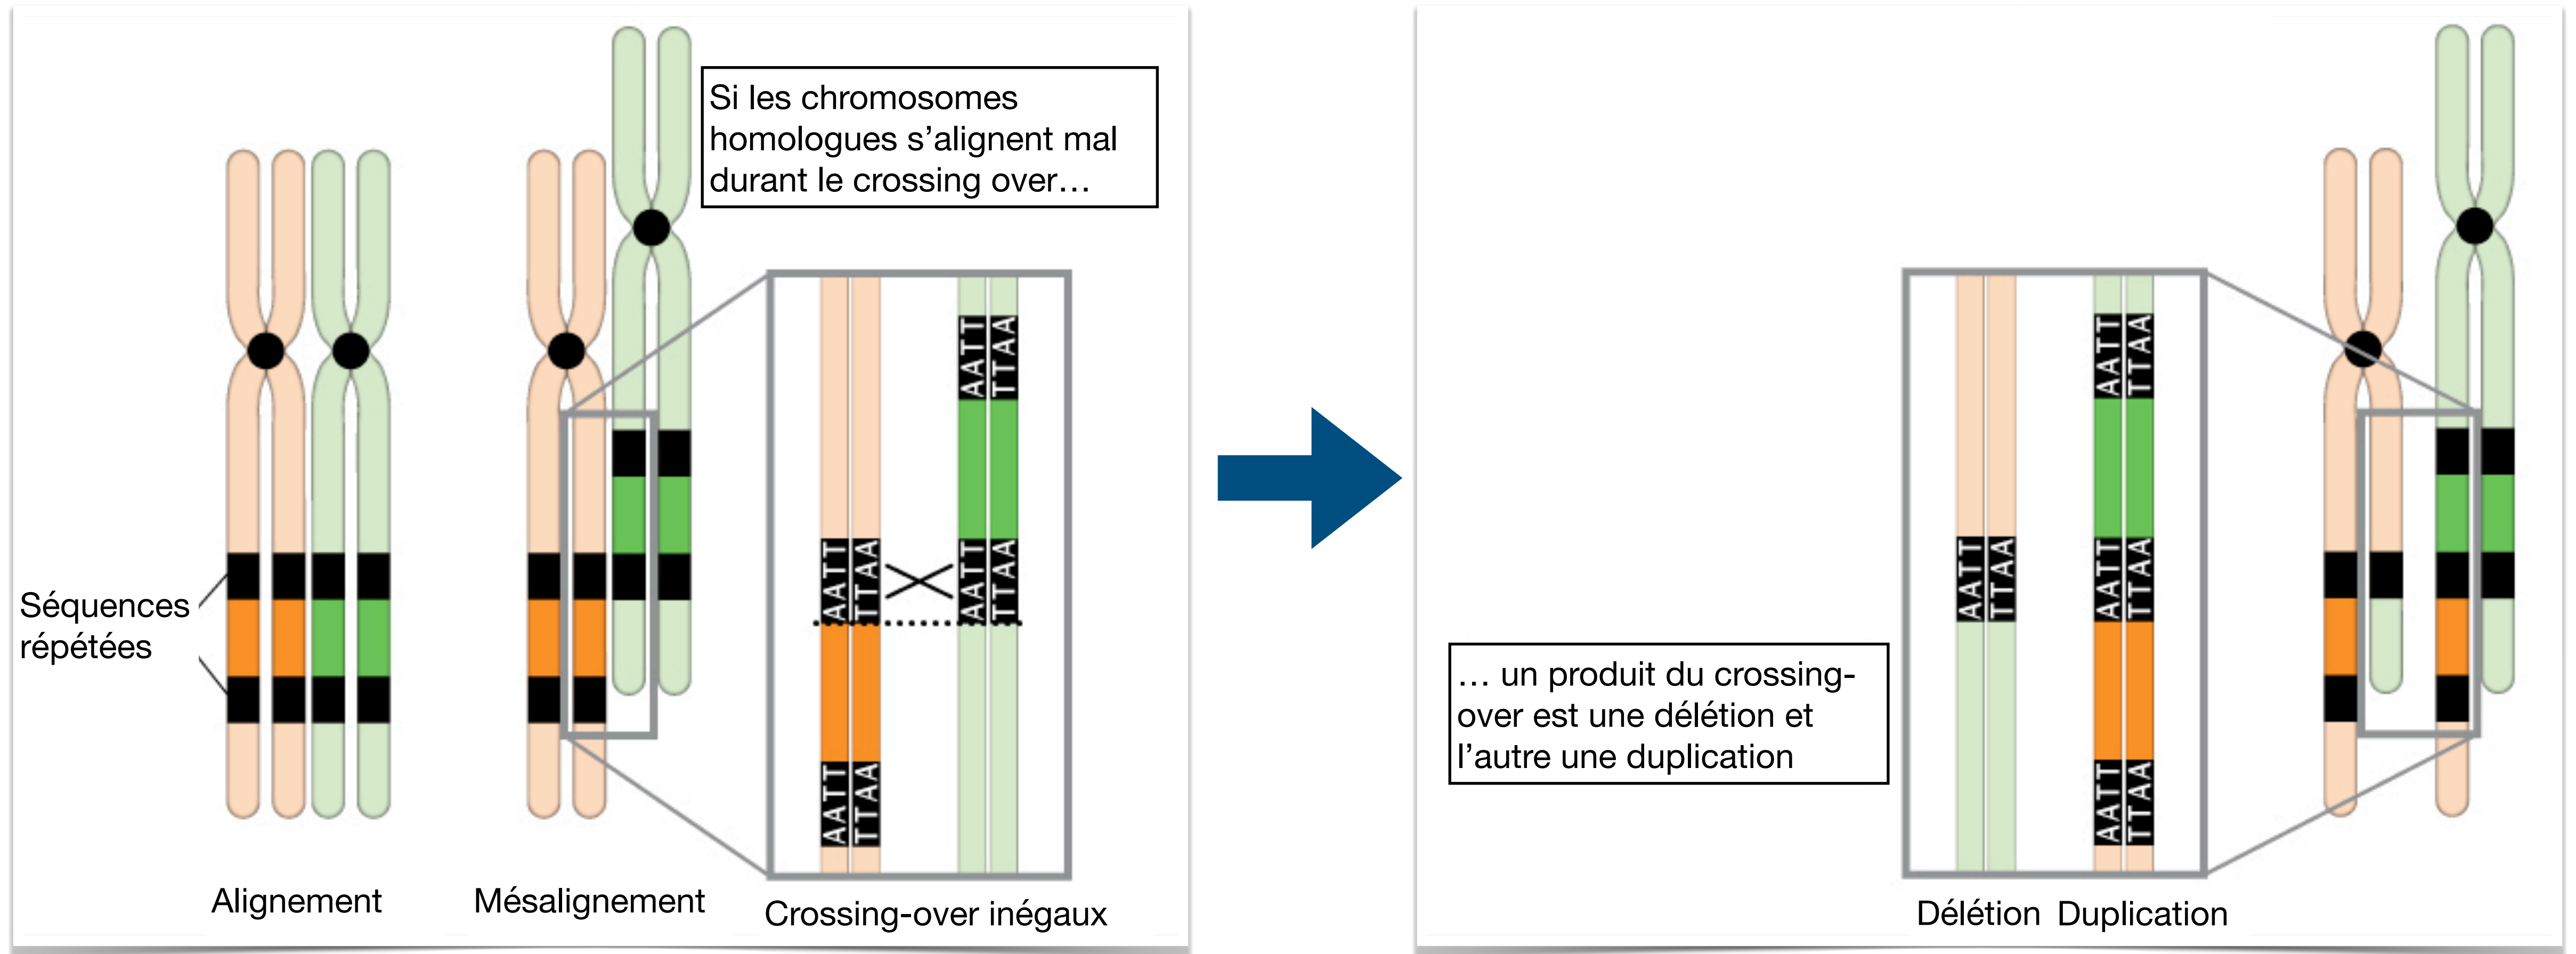 Si les chromosomes
homologues s’alignent mal
durant le crossing over…
Séquences
répétées
AATT
TTAA
AATT
TTAA
AATT
TTAA
AATT
TTAA
Alignement
Mésalignement
Crossing-over inégaux
… un produit du crossing-
over est une délétion et
l’autre une duplication
AATT
TTAA
AATT
TTAA
AATT
TTAA
AATT
TTAA
Délétion
Duplication